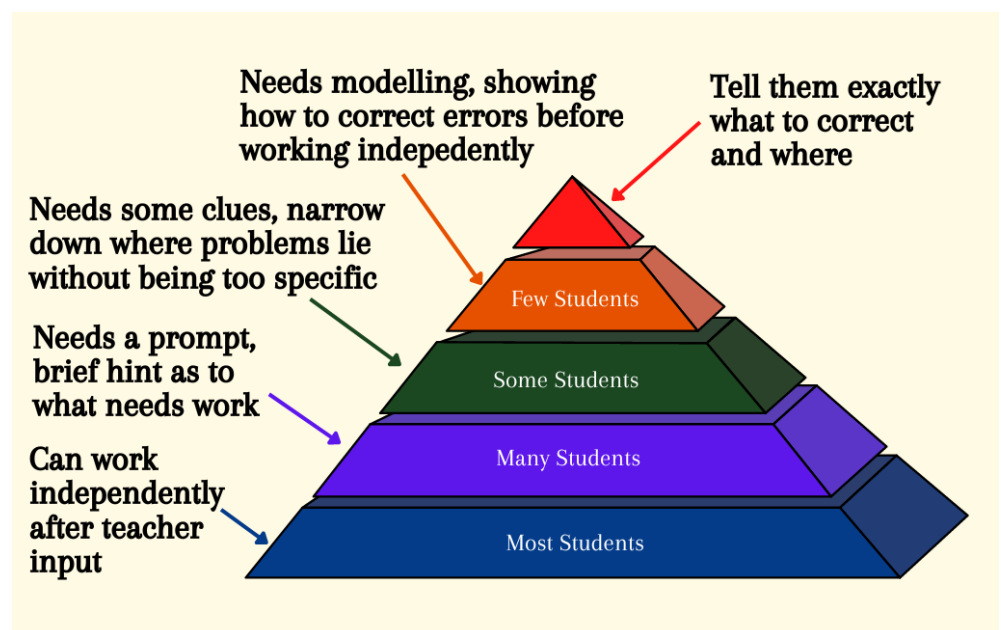 Needs modelling, showing
how to correct errors before
working indepedently
Tell them exactly
what to correct
and where
Needs some clues, narrow
down where problems lie
without being too specific
Few Students
Needs a prompt,
brief hint as to
what needs work
Some Students
Many Students
Can work
independently
after teacher
input
Most Students